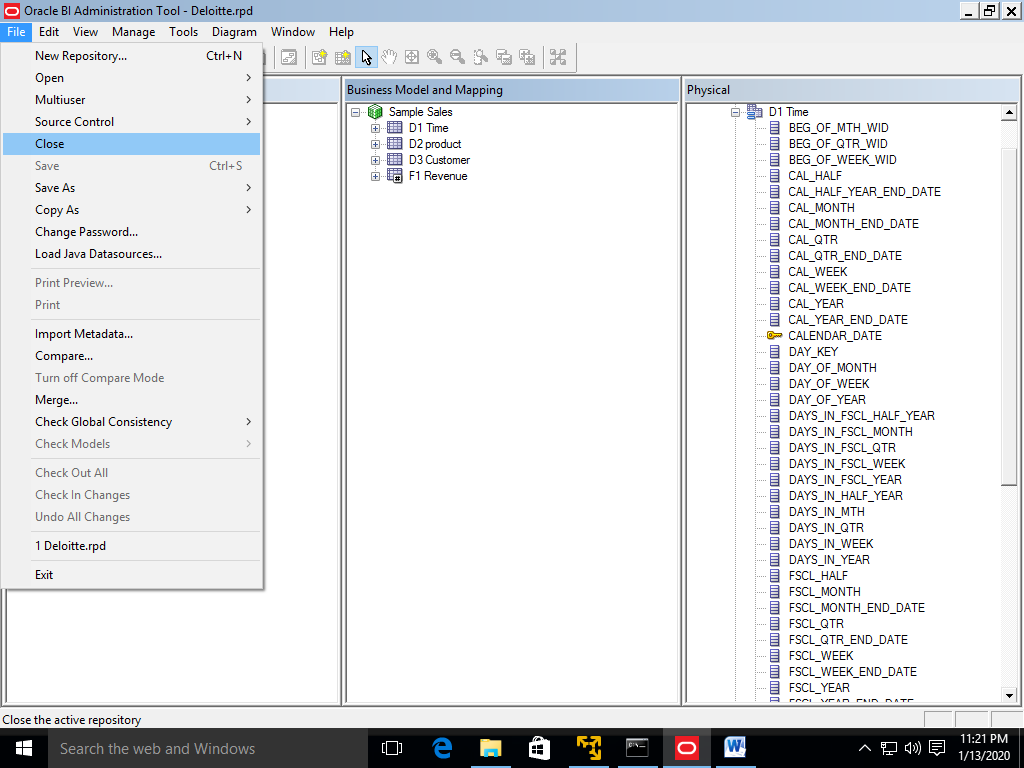 Oracle BI Administration Tool - Deloitte.rpd
File Edit View Manage Tools Diagram Window Help
New Repository... Ctrl+N
Open
Multiuser
Source Control
Close
Save Ctrl+S
Save As
Copy As
Change Password...
Load Java Datasources...
Print Preview...
Print
Import Metadata...
Compare...
Turn off Compare Mode
Merge...
Check Global Consistency
Check Models
Check Out All
Check In Changes
Undo All Changes
1 Deloitte.rpd
Exit
Business Model and Mapping
Sample Sales
D1 Time
D2 product
D3 Customer
F1 Revenue
Physical
D1 Time
BEG_OF_MTH_WID
BEG_OF_QTR_WID
BEG_OF_WEEK_WID
CAL_HALF
CAL_HALF_YEAR_END_DATE
CAL_MONTH
CAL_MONTH_END_DATE
CAL_QTR
CAL_QTR_END_DATE
CAL_WEEK
CAL_WEEK_END_DATE
CAL_YEAR
CAL_YEAR_END_DATE
CALENDAR_DATE
DAY_KEY
DAY_OF_MONTH
DAY_OF_WEEK
DAY_OF_YEAR
DAYS_IN_FSCL_HALF_YEAR
DAYS_IN_FSCL_MONTH
DAYS_IN_FSCL_QTR
DAYS_IN_FSCL_WEEK
DAYS_IN_FSCL_YEAR
DAYS_IN_HALF_YEAR
DAYS_IN_MTH
DAYS_IN_QTR
DAYS_IN_WEEK
DAYS_IN_YEAR
FSCL_HALF
FSCL_MONTH
FSCL_MONTH_END_DATE
FSCL_QTR
FSCL_QTR_END_DATE
FSCL_WEEK
FSCL_WEEK_END_DATE
FSCL_YEAR
FSCL_YEAR_END_DATE
Close the active repository
Search the web and Windows
11:21 PM
1/13/2020